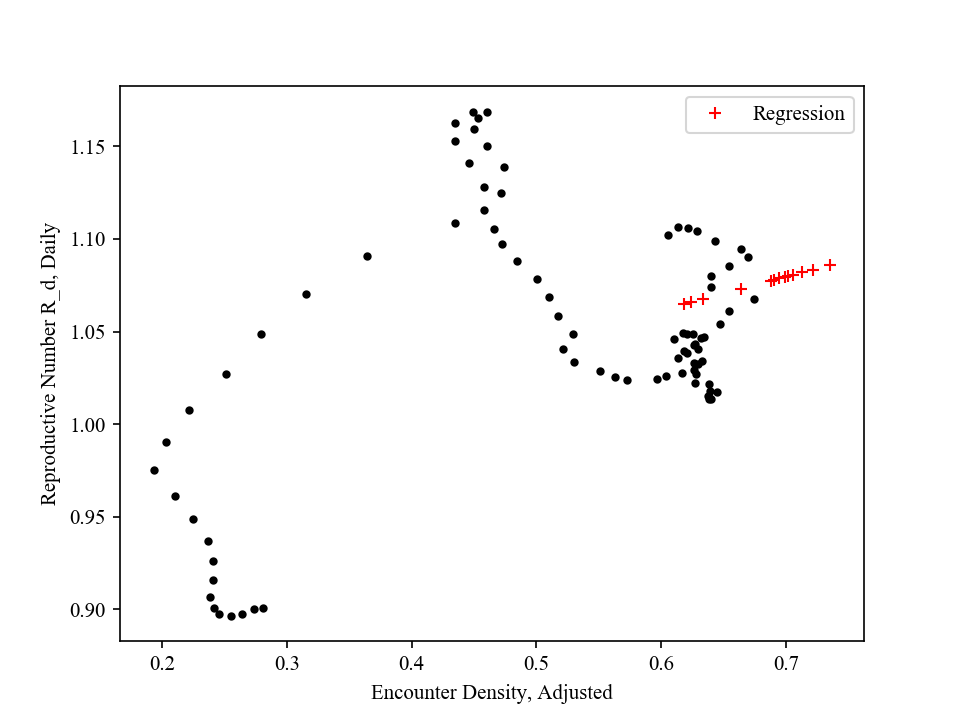 Regression
1.15
1.10
1.05
1.00
0.95
0.90
Reproductive Number R_d, Daily
0.2 0.3 0.4 0.5 0.6 0.7
Encounter Density, Adjusted